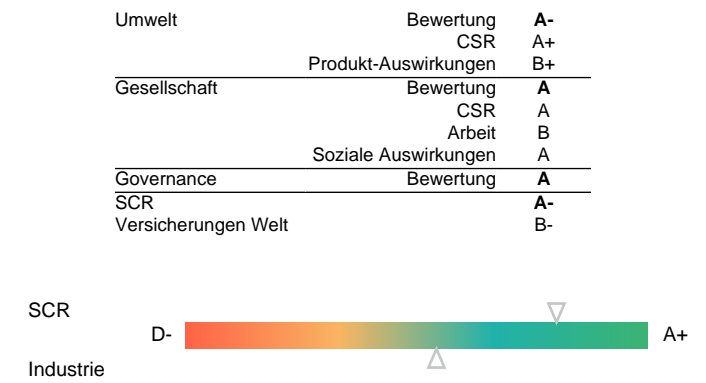 Umwelt Bewertung A-
CSR A+
Produkt-Auswirkungen B+
Gesellschaft Bewertung A
CSR A
Arbeit B
Soziale Auswirkungen A
Governance Bewertung A
SCR A-
Versicherungen Welt B-
SCR
D- A+
Industrie